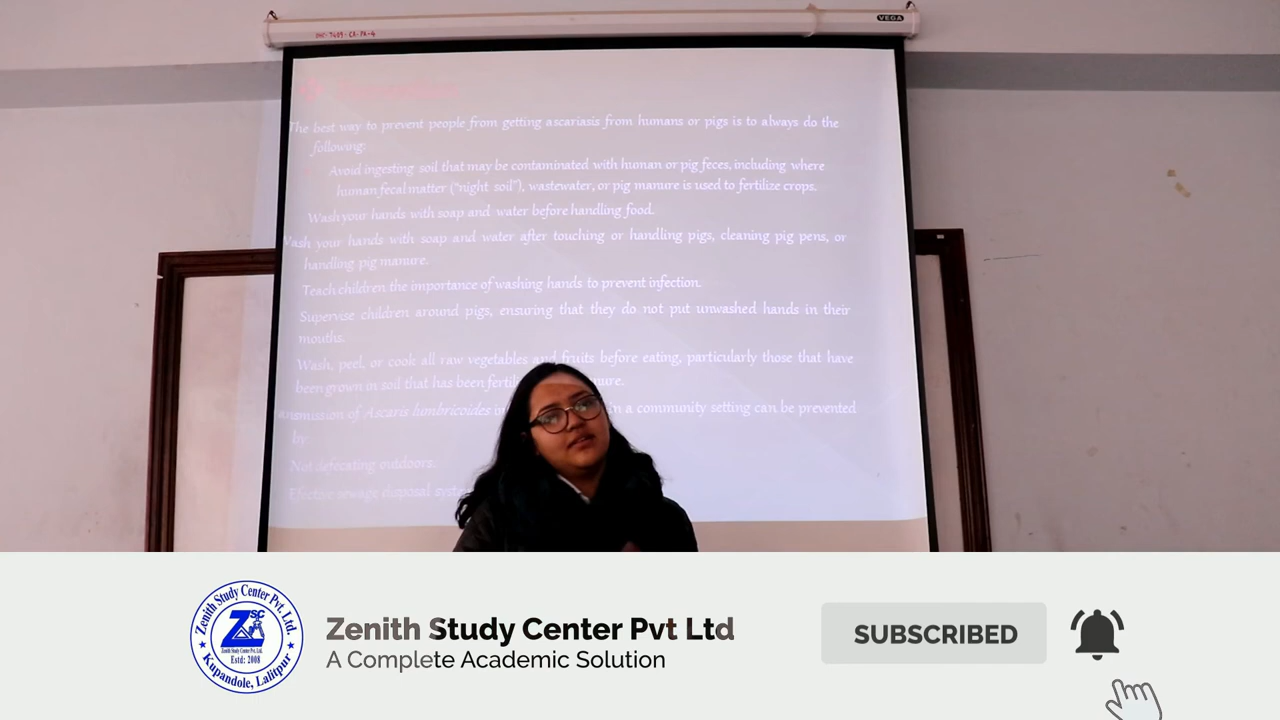 VEGA
The best way to prevent people from getting ascariasis from humans or pigs is to always do the
following:
Avoid ingesting soil that may be contaminated with human or pig feces, including where
human fecal matter ("night soil"), wastewater, or pig manure is used to fertilize crops.
Wash your hands with soap and water before handling food.
Wash your hands with soap and water after touching or handling pigs, cleaning pig pens, or
handling pig manure.
Teach children the importance of washing hands to prevent infection.
Supervise children around pigs, ensuring that they do not put unwashed hands in their
mouths.
Wash, peel, or cook all raw vegetables and fruits before eating, particularly those that have
been grown in soil that has been
ansmission of Ascaris lumbricoides in a community setting can be prevented
by:
Not defecating outdoors.
Effective sewage disposal
Zenith Study Center Pvt. Ltd.
ZSC
Zenith Study Center Pvt. Ltd.
Estd: 2008
Kupandole, Lalitpur
Zenith Study Center Pvt Ltd
A Complete Academic Solution
SUBSCRIBED